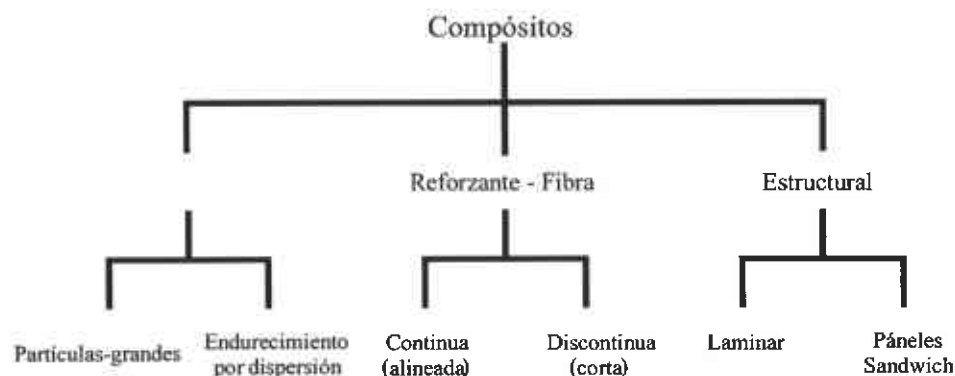 Compósitos
Reforzante - Fibra
Estructural
Partículas-grandes
Endurecimiento
por dispersión
Continua
(alineada)
Discontinua
(corta)
Laminar
Páneles
Sandwich